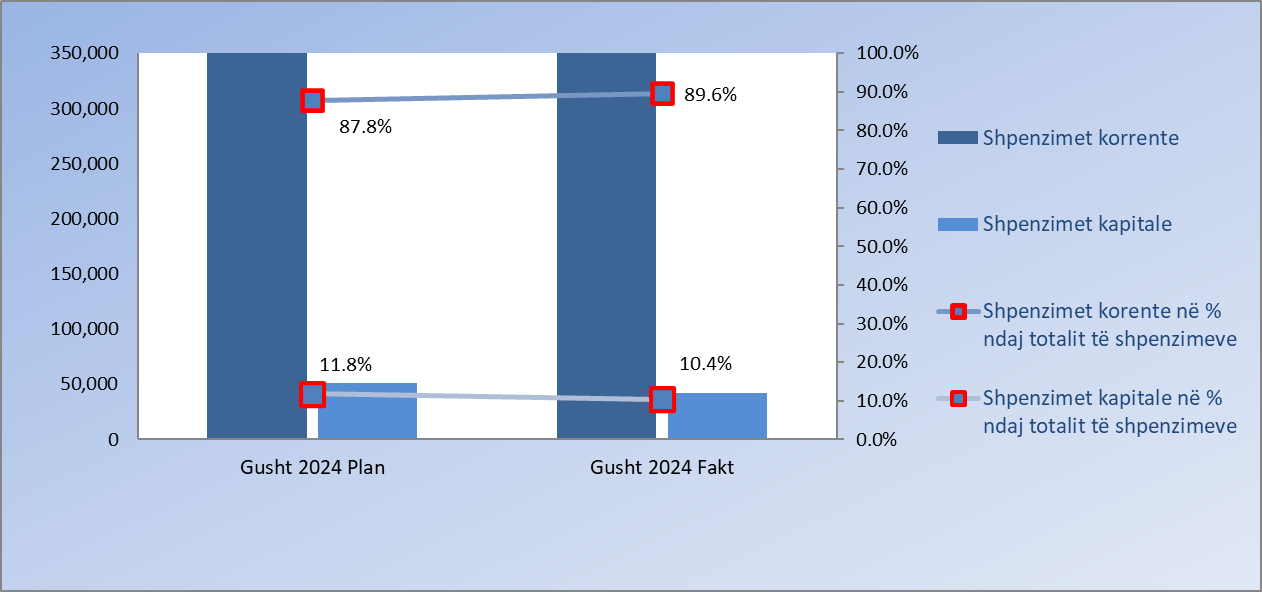 350,000
300,000
250,000
200,000
150,000
100,000
50,000
0
100.0%
90.0%
80.0%
70.0%
60.0%
50.0%
40.0%
30.0%
20.0%
10.0%
0.0%
87.8%
89.6%
11.8%
10.4%
Gusht 2024 Plan
Gusht 2024 Fakt
Shpenzimet korrente
Shpenzimet kapitale
Shpenzimet korente në %
ndaj totalit të shpenzimeve
Shpenzimet kapitale në %
ndaj totalit të shpenzimeve